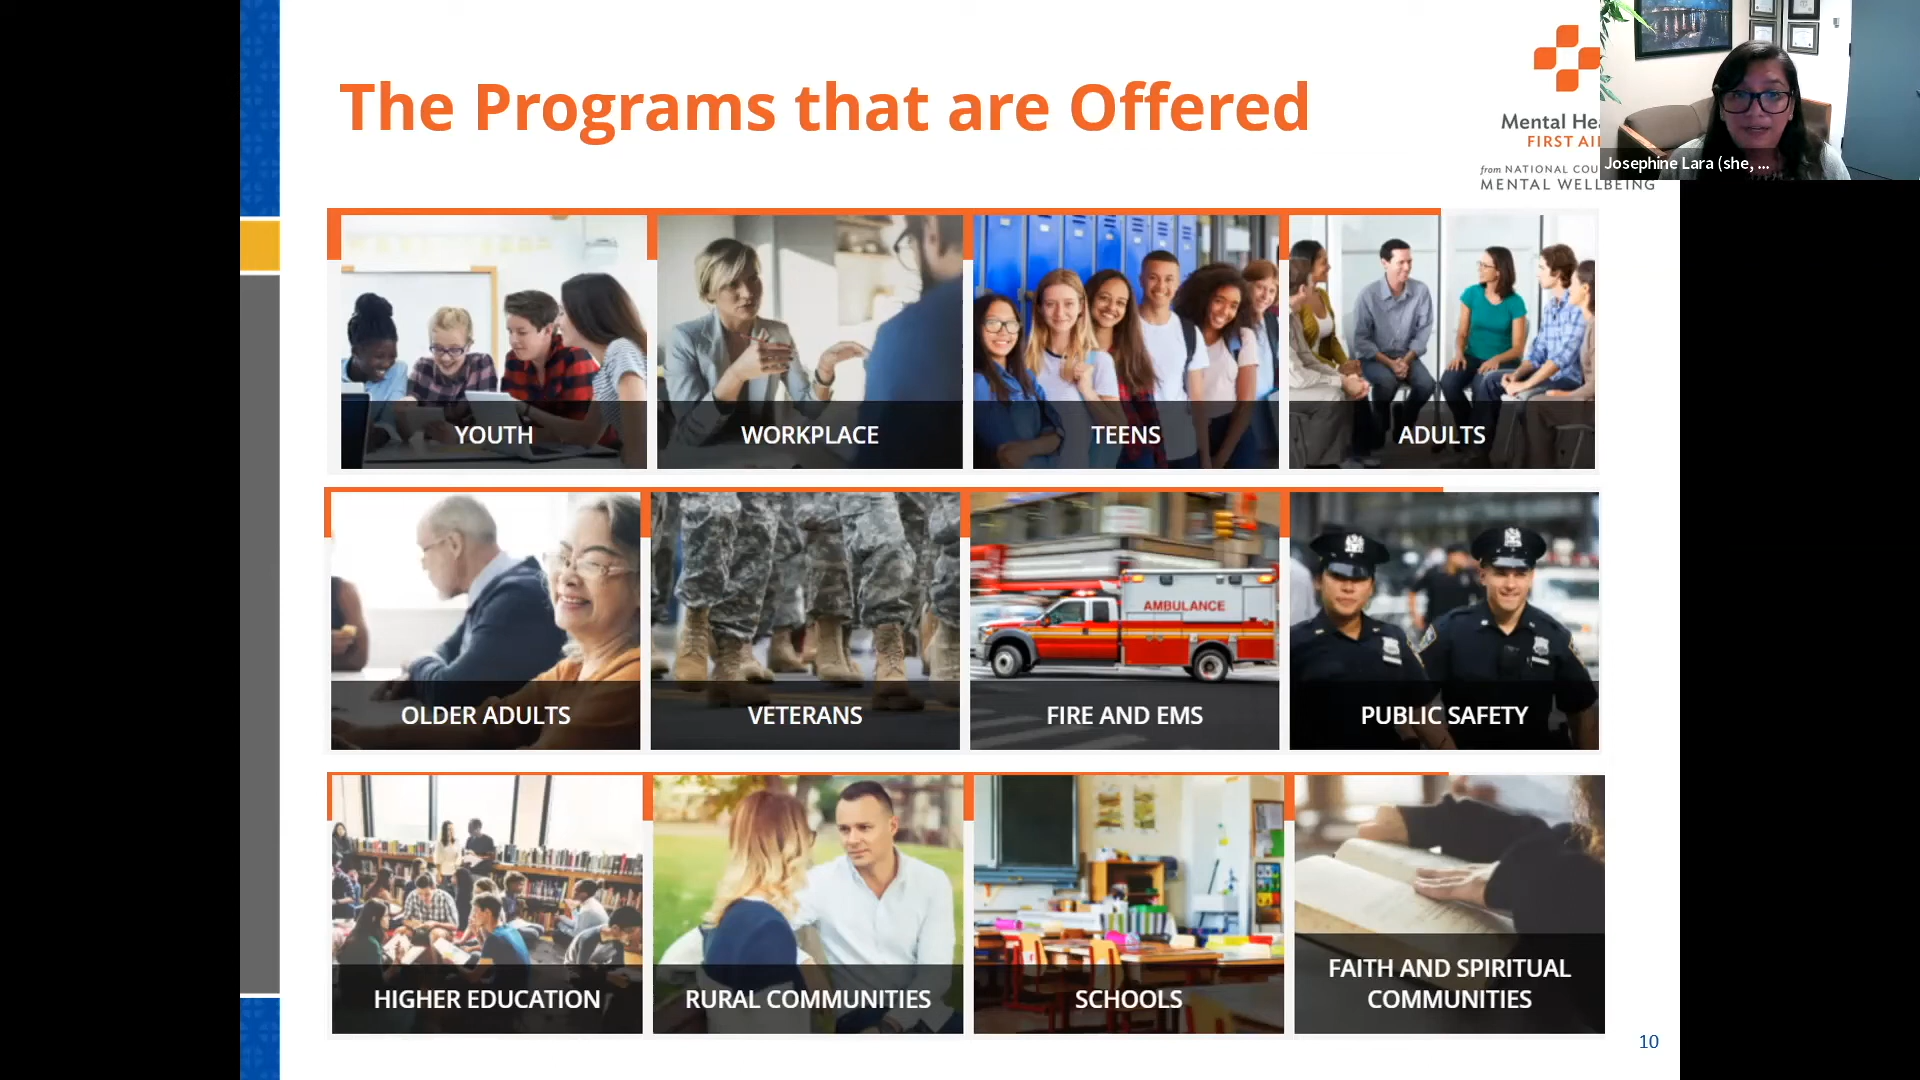 The Programs that are Offered
Mental Hea
FIRST AI
from NATIONAL COU
MENTAL WELLBEING
Josephine Lara (she, ...
YOUTH
WORKPLACE
TEENS
ADULTS
AMBULANCE
OLDER ADULTS
VETERANS
FIRE AND EMS
PUBLIC SAFETY
HIGHER EDUCATION
RURAL COMMUNITIES
SCHOOLS
FAITH AND SPIRITUAL
COMMUNITIES
10